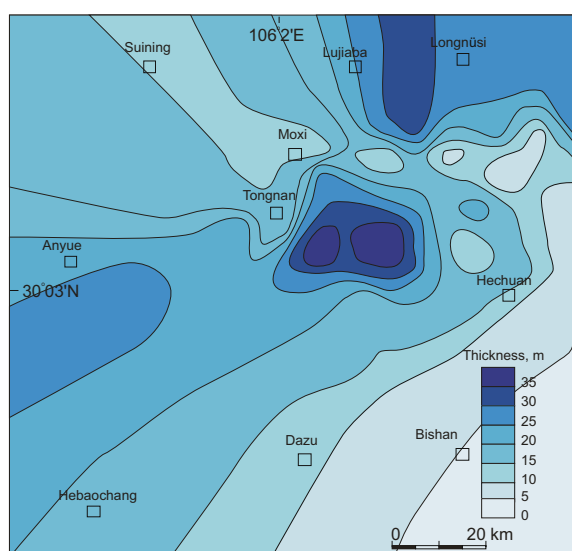 106˚2'E
Suining
Lujiaba
Longnüsi
Moxi
Tongnan
Anyue
30˚03'N
Hechuan
Thickness, m
35
30
25
20
15
10
5
0
Dazu
Bishan
Hebaochang
0 20 km